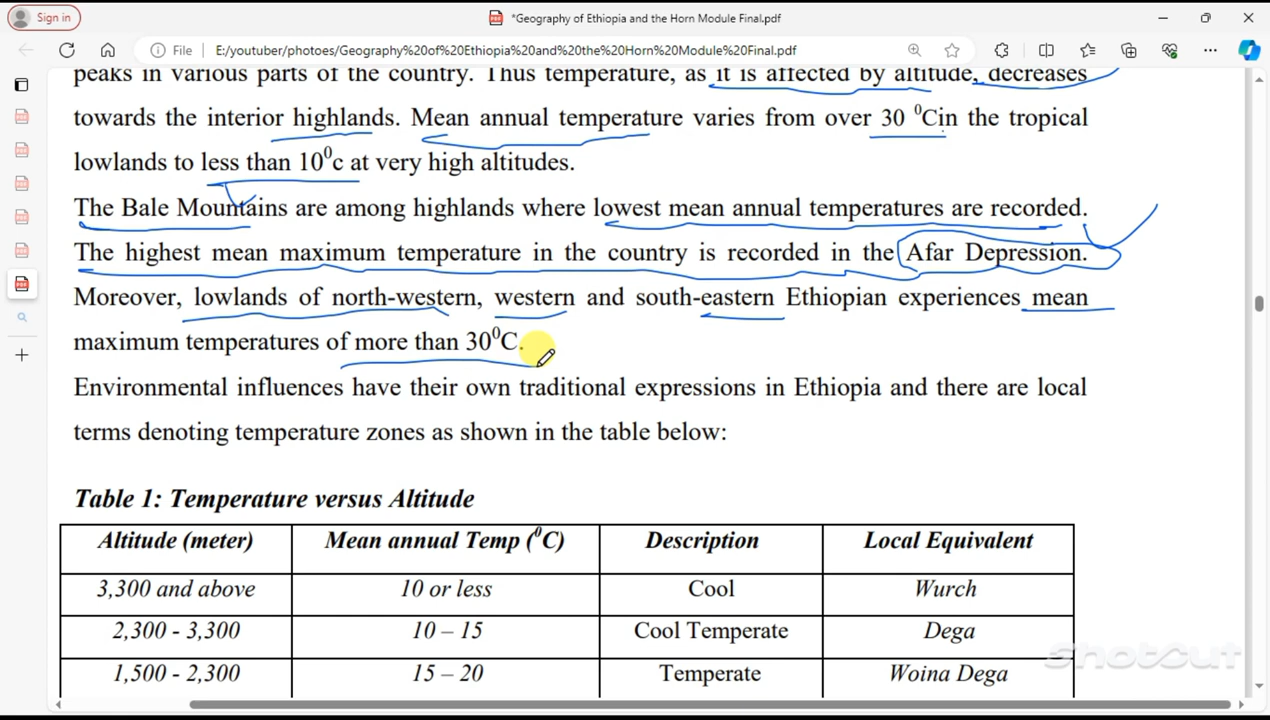 Sign in
*Geography of Ethiopia and the Horn Module Final.pdf
File E:/youtuber/photoes/Geography%20of%20Ethiopia%20and%20the%20Horn%20Module%20Final.pdf
peaks in various parts of the country. Thus temperature, as it is affected by altitude, decreases
towards the interior highlands. Mean annual temperature varies from over 30 ⁰Cin the tropical
lowlands to less than 10⁰c at very high altitudes.
The Bale Mountains are among highlands where lowest mean annual temperatures are recorded.
The highest mean maximum temperature in the country is recorded in the Afar Depression.
Moreover, lowlands of north-western, western and south-eastern Ethiopian experiences mean
maximum temperatures of more than 30⁰C.
Environmental influences have their own traditional expressions in Ethiopia and there are local
terms denoting temperature zones as shown in the table below:
Table 1: Temperature versus Altitude
Altitude (meter) Mean annual Temp (⁰C) Description Local Equivalent
3,300 and above 10 or less Cool Wurch
2,300 - 3,300 10 – 15 Cool Temperate Dega
1,500 - 2,300 15 – 20 Temperate Woina Dega
shotcut